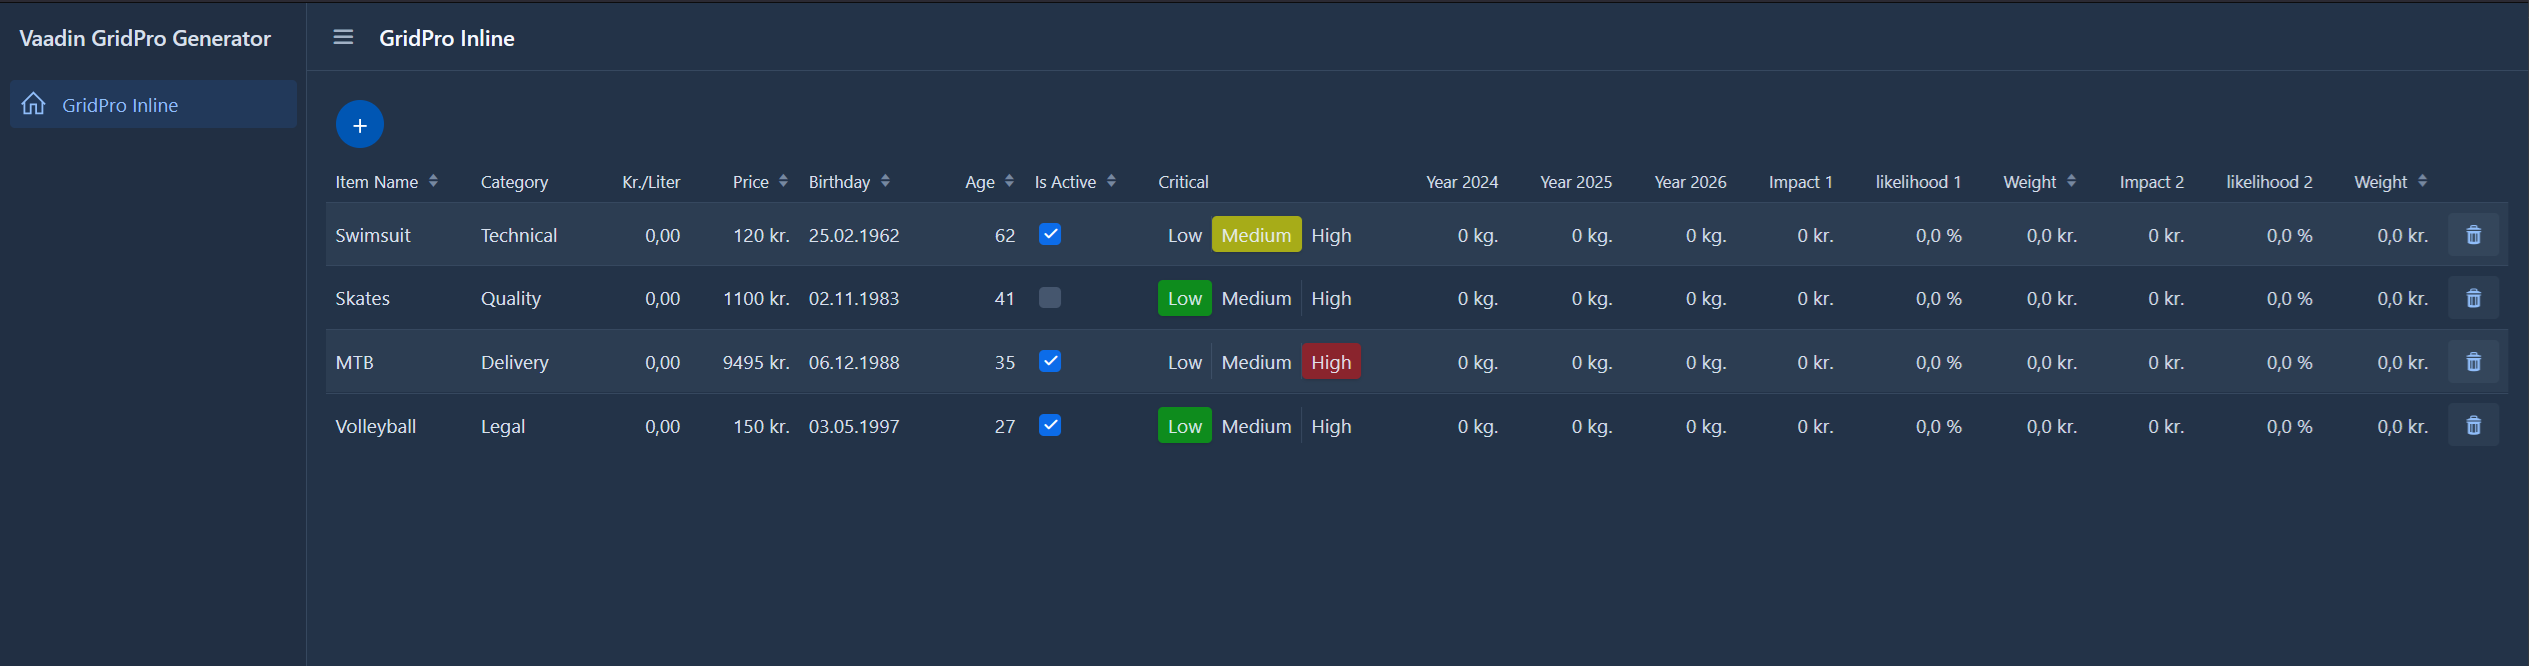 Vaadin GridPro Generator
GridPro Inline
GridPro Inline
+
Item Name Category Kr./Liter Price Birthday Age Is Active Critical Year 2024 Year 2025 Year 2026 Impact 1 likelihood 1 Weight Impact 2 likelihood 2 Weight
Swimsuit Technical 0,00 120 kr. 25.02.1962 62 Low Medium High 0 kg. 0 kg. 0 kg. 0 kr. 0,0 % 0,0 kr. 0 kr. 0,0 % 0,0 kr.
Skates Quality 0,00 1100 kr. 02.11.1983 41 Low Medium High 0 kg. 0 kg. 0 kg. 0 kr. 0,0 % 0,0 kr. 0 kr. 0,0 % 0,0 kr.
MTB Delivery 0,00 9495 kr. 06.12.1988 35 Low Medium High 0 kg. 0 kg. 0 kg. 0 kr. 0,0 % 0,0 kr. 0 kr. 0,0 % 0,0 kr.
Volleyball Legal 0,00 150 kr. 03.05.1997 27 Low Medium High 0 kg. 0 kg. 0 kg. 0 kr. 0,0 % 0,0 kr. 0 kr. 0,0 % 0,0 kr.